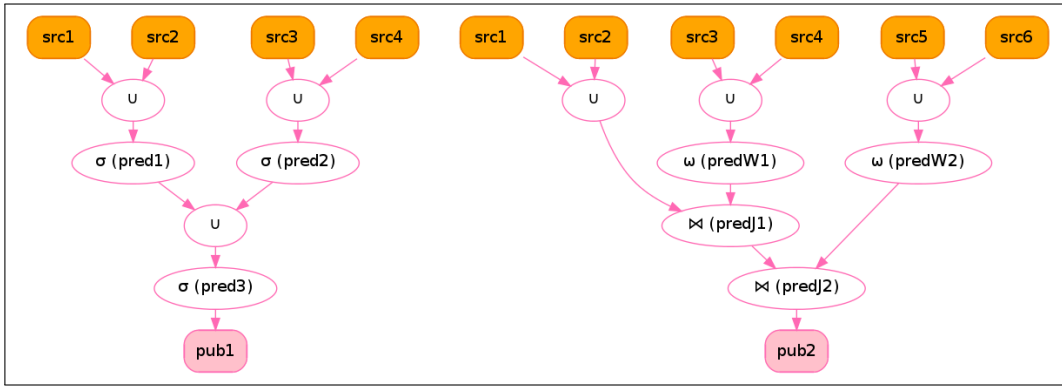 src1 src2 src3 src4 src1 src2 src3 src4 src5 src6
∪ ∪ ∪ ∪ ∪
σ (pred1) σ (pred2) ω (predW1) ω (predW2)
∪ ⋈ (predJ1)
σ (pred3) ⋈ (predJ2)
pub1 pub2